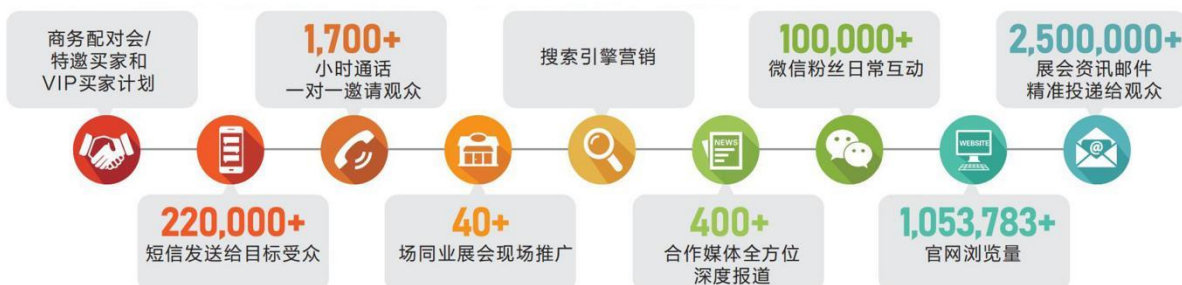 商务配对会/
特邀买家和
VIP买家计划
1,700+
小时通话
一对一邀请观众
搜索引擎营销
100,000+
微信粉丝日常互动
2,500,000+
展会资讯邮件
精准投递给观众
NEWS
WEBSITE
@
220,000+
短信发送给目标受众
40+
场同业展会现场推广
400+
合作媒体全方位
深度报道
1,053,783+
官网浏览量